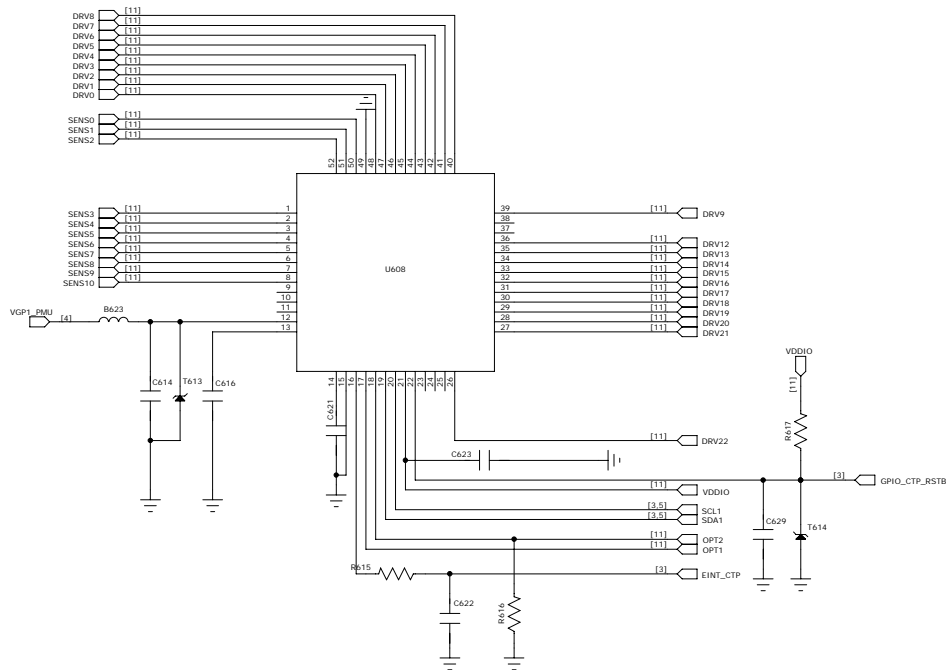 DRV8 [11]
DRV7 [11]
DRV6 [11]
DRV5 [11]
DRV4 [11]
DRV3 [11]
DRV2 [11]
DRV1 [11]
DRV0 [11]
SENS0 [11]
SENS1 [11]
SENS2 [11]
52 51 50 49 48 47 46 45 44 43 42 41 40
SENS3 [11] 1
SENS4 [11] 2
SENS5 [11] 3
SENS6 [11] 4
SENS7 [11] 5
SENS8 [11] 6
SENS9 [11] 7
SENS10 [11] 8
9
10
11
12
13
U608
39 [11] DRV9
38
37
36 [11] DRV12
35 [11] DRV13
34 [11] DRV14
33 [11] DRV15
32 [11] DRV16
31 [11] DRV17
30 [11] DRV18
29 [11] DRV19
28 [11] DRV20
27 [11] DRV21
VGP1_PMU [4] B623
C614 T613 C616
14 15 16 17 18 19 20 21 22 23 24 25 26
C621
VDDIO
[11]
R617
[11] DRV22
C623
[3] GPIO_CTP_RSTB
[11] VDDIO
[3,5] SCL1
[3,5] SDA1
C629 T614
[11] OPT2
[11] OPT1
R615 [3] EINT_CTP
C622 R616